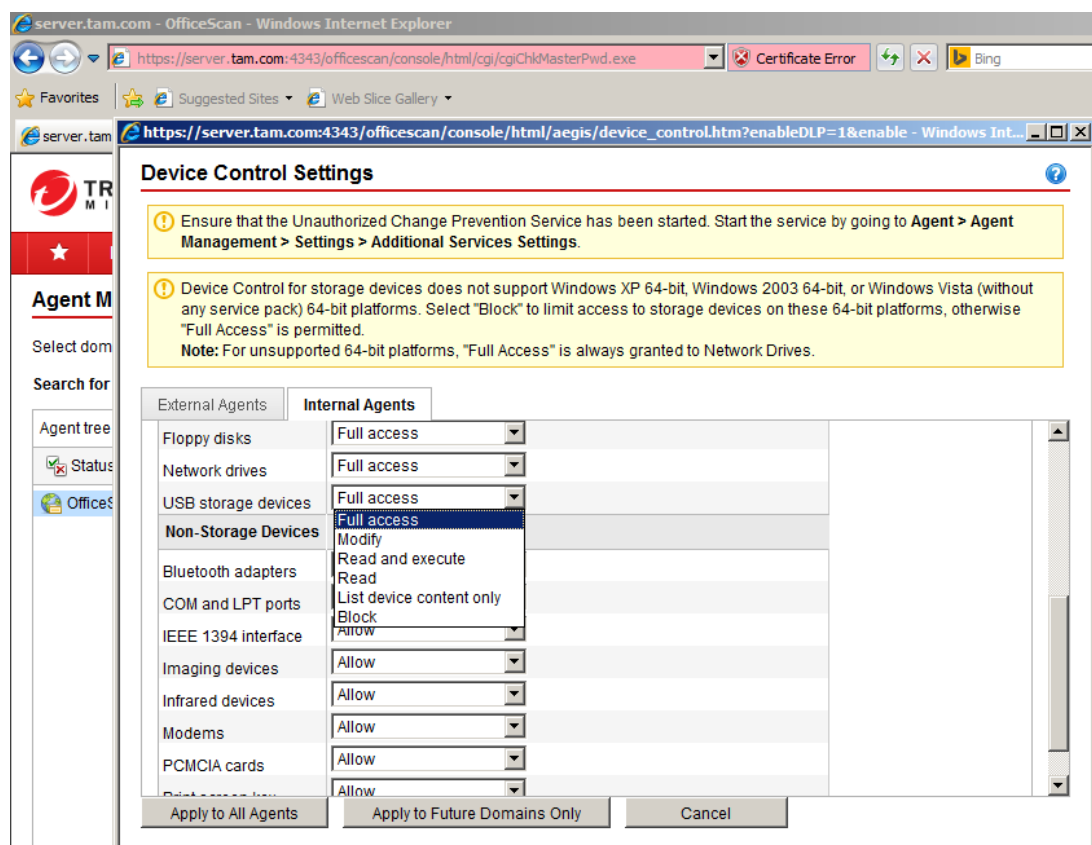 server.tam.com - OfficeScan - Windows Internet Explorer
https://server.tam.com:4343/officescan/console/html/cgi/cgiChkMasterPwd.exe
Certificate Error
Bing
Favorites
Suggested Sites
Web Slice Gallery
server.tam
https://server.tam.com:4343/officescan/console/html/aegis/device_control.htm?enableDLP=1&enable - Windows Int...
TR
M I
Device Control Settings
Ensure that the Unauthorized Change Prevention Service has been started. Start the service by going to Agent > Agent
Management > Settings > Additional Services Settings.
Device Control for storage devices does not support Windows XP 64-bit, Windows 2003 64-bit, or Windows Vista (without
any service pack) 64-bit platforms. Select "Block" to limit access to storage devices on these 64-bit platforms, otherwise
"Full Access" is permitted.
Note: For unsupported 64-bit platforms, "Full Access" is always granted to Network Drives.
Agent M
Select dom
Search for
Agent tree
Status
OfficeS
External Agents
Internal Agents
Floppy disks Full access
Network drives Full access
USB storage devices Full access
Full access
Modify
Read and execute
Read
List device content only
Block
Non-Storage Devices
Bluetooth adapters
COM and LPT ports
IEEE 1394 interface Allow
Imaging devices Allow
Infrared devices Allow
Modems Allow
PCMCIA cards Allow
Print screen key Allow
Apply to All Agents
Apply to Future Domains Only
Cancel